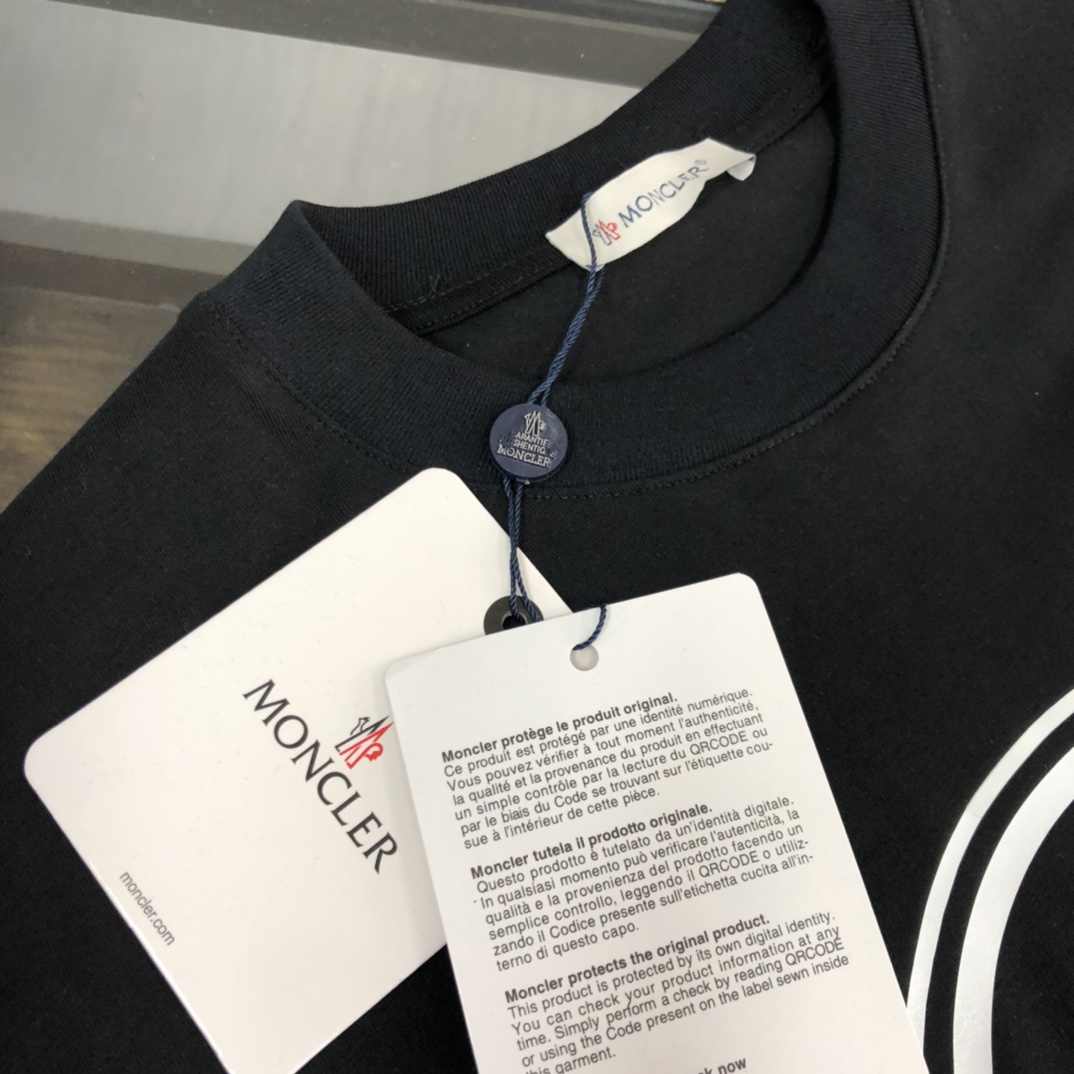 MONCLER®
MONCLER
MONCLER
moncler.com
Moncler protège le produit original.
Ce produit est protégé par une identité numérique.
Vous pouvez vérifier à tout moment l'authenticité,
la qualité et la provenance du produit en effectuant
un simple contrôle par la lecture du QRCODE ou
par le biais du Code se trouvant sur l'étiquette cou-
sue à l'intérieur de cette pièce.
Moncler tutela il prodotto originale.
Questo prodotto è tutelato da un'identità digitale.
In qualsiasi momento può verificare l'autenticità, la
qualità e la provenienza del prodotto facendo un
semplice controllo, leggendo il QRCODE o utiliz-
zando il Codice presente sull'etichetta cucita all'in-
terno di questo capo.
Moncler protects the original product.
This product is protected by its own digital identity.
You can check your product information at any
time. Simply perform a check by reading QRCODE
or using the Code present on the label sewn inside
this garment.
now